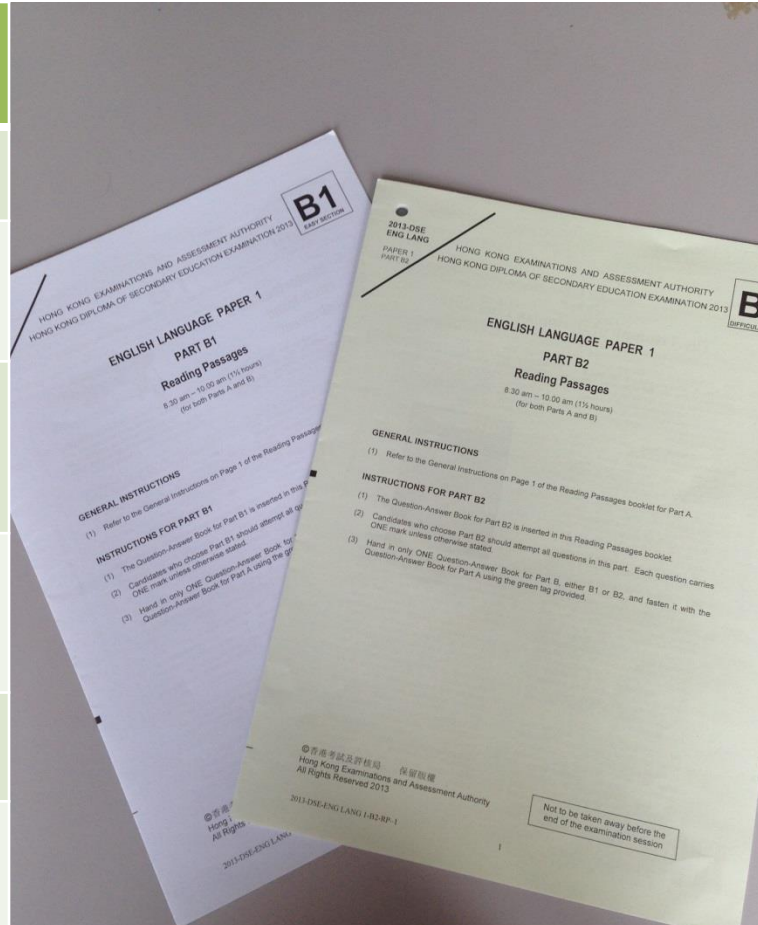 B1
EASY SECTION
HONG KONG EXAMINATIONS AND ASSESSMENT AUTHORITY
HONG KONG DIPLOMA OF SECONDARY EDUCATION EXAMINATION 2013
ENGLISH LANGUAGE PAPER 1
PART B1
Reading Passages
8.30 am – 10.00 am (1½ hours)
(for both Parts A and B)
GENERAL INSTRUCTIONS
(1) Refer to the General Instructions on Page 1 of the Reading Passages
INSTRUCTIONS FOR PART B1
(1) The Question-Answer Book for Part B1 is inserted in this
(2) Candidates who choose Part B1 should attempt all
ONE mark unless otherwise stated.
(3) Hand in only ONE Question-Answer Book for
Question-Answer Book for Part A using the
©香港
Hong
All Rights
2013-DSE-ENG LANG
2013-DSE
ENG LANG
PAPER 1
PART B2
HONG KONG EXAMINATIONS AND ASSESSMENT AUTHORITY
HONG KONG DIPLOMA OF SECONDARY EDUCATION EXAMINATION 2013
B
ENGLISH LANGUAGE PAPER 1
PART B2
Reading Passages
8.30 am – 10.00 am (1½ hours)
(for both Parts A and B)
GENERAL INSTRUCTIONS
(1) Refer to the General Instructions on Page 1 of the Reading Passages booklet for Part A.
INSTRUCTIONS FOR PART B2
(1) The Question-Answer Book for Part B2 is inserted in this Reading Passages booklet.
(2) Candidates who choose Part B2 should attempt all questions in this part. Each question carries
ONE mark unless otherwise stated.
(3) Hand in only ONE Question-Answer Book for Part B, either B1 or B2, and fasten it with the
Question-Answer Book for Part A using the green tag provided.
©香港考試及評核局 保留版權
Hong Kong Examinations and Assessment Authority
All Rights Reserved 2013
2013-DSE-ENG LANG 1-B2-RP–1
1
Not to be taken away before the
end of the examination session